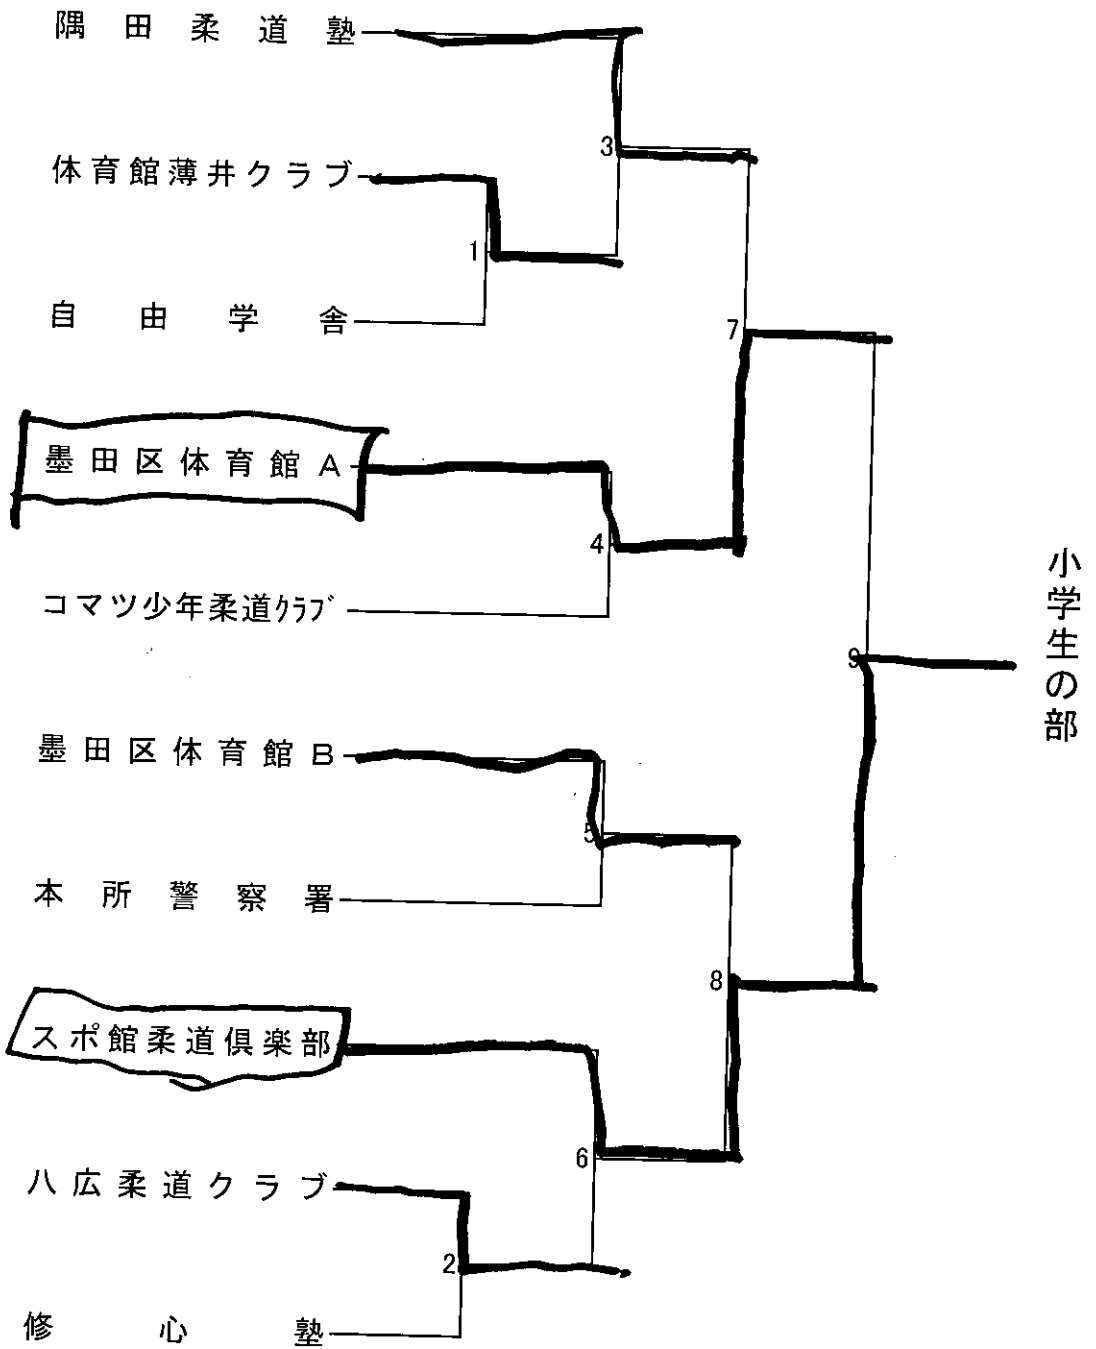 隅田柔道塾
3
体育館薄井クラブ
1
自由学舎
7
墨田区体育館A
4
コマツ少年柔道クラブ
9
小学生の部
墨田区体育館B
5
本所警察署
8
スポ館柔道倶楽部
6
八広柔道クラブ
2
修心塾